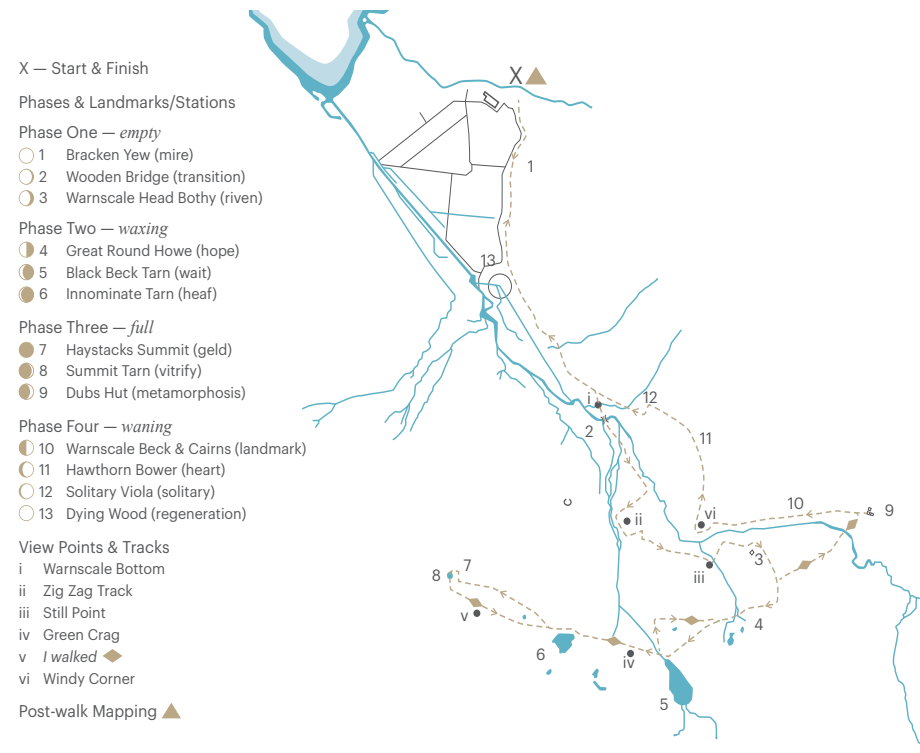 X — Start & Finish
Phases & Landmarks/Stations
Phase One — empty
1 Bracken Yew (mire)
2 Wooden Bridge (transition)
3 Warnscale Head Bothy (riven)
Phase Two — waxing
4 Great Round Howe (hope)
5 Black Beck Tarn (wait)
6 Innominate Tarn (heaf)
Phase Three — full
7 Haystacks Summit (geld)
8 Summit Tarn (vitrify)
9 Dubs Hut (metamorphosis)
Phase Four — waning
10 Warnscale Beck & Cairns (landmark)
11 Hawthorn Bower (heart)
12 Solitary Viola (solitary)
13 Dying Wood (regeneration)
View Points & Tracks
i Warnscale Bottom
ii Zig Zag Track
iii Still Point
iv Green Crag
v I walked
vi Windy Corner
Post-walk Mapping
X
1
13
i
12
2
11
vi
10
9
ii
3
iii
8
7
v
4
6
iv
5